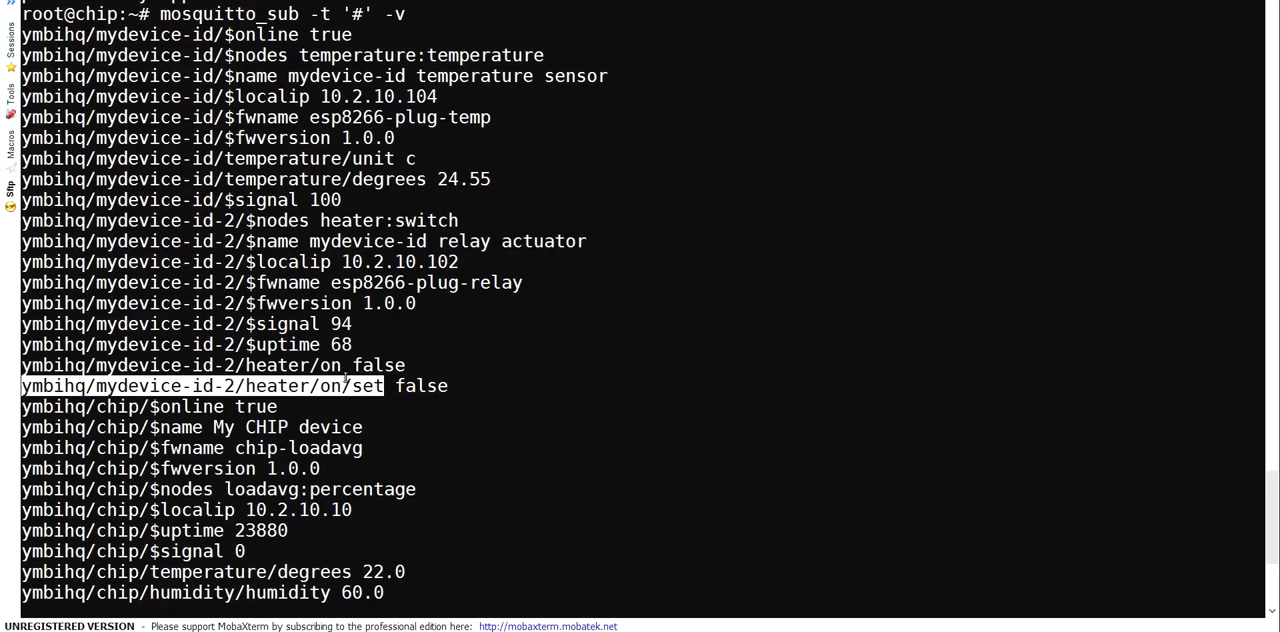 root@chip:~# mosquitto_sub -t '#' -v
ymbihq/mydevice-id/$online true
ymbihq/mydevice-id/$nodes temperature:temperature
ymbihq/mydevice-id/$name mydevice-id temperature sensor
ymbihq/mydevice-id/$localip 10.2.10.104
ymbihq/mydevice-id/$fwname esp8266-plug-temp
ymbihq/mydevice-id/$fwversion 1.0.0
ymbihq/mydevice-id/temperature/unit c
ymbihq/mydevice-id/temperature/degrees 24.55
ymbihq/mydevice-id/$signal 100
ymbihq/mydevice-id-2/$nodes heater:switch
ymbihq/mydevice-id-2/$name mydevice-id relay actuator
ymbihq/mydevice-id-2/$localip 10.2.10.102
ymbihq/mydevice-id-2/$fwname esp8266-plug-relay
ymbihq/mydevice-id-2/$fwversion 1.0.0
ymbihq/mydevice-id-2/$signal 94
ymbihq/mydevice-id-2/$uptime 68
ymbihq/mydevice-id-2/heater/on false
ymbihq/mydevice-id-2/heater/on/set false
ymbihq/chip/$online true
ymbihq/chip/$name My CHIP device
ymbihq/chip/$fwname chip-loadavg
ymbihq/chip/$fwversion 1.0.0
ymbihq/chip/$nodes loadavg:percentage
ymbihq/chip/$localip 10.2.10.10
ymbihq/chip/$uptime 23880
ymbihq/chip/$signal 0
ymbihq/chip/temperature/degrees 22.0
ymbihq/chip/humidity/humidity 60.0
Sessions
Tools
Macros
Sftp
UNREGISTERED VERSION - Please support MobaXterm by subscribing to the professional edition here: http://mobaxterm.mobatek.net